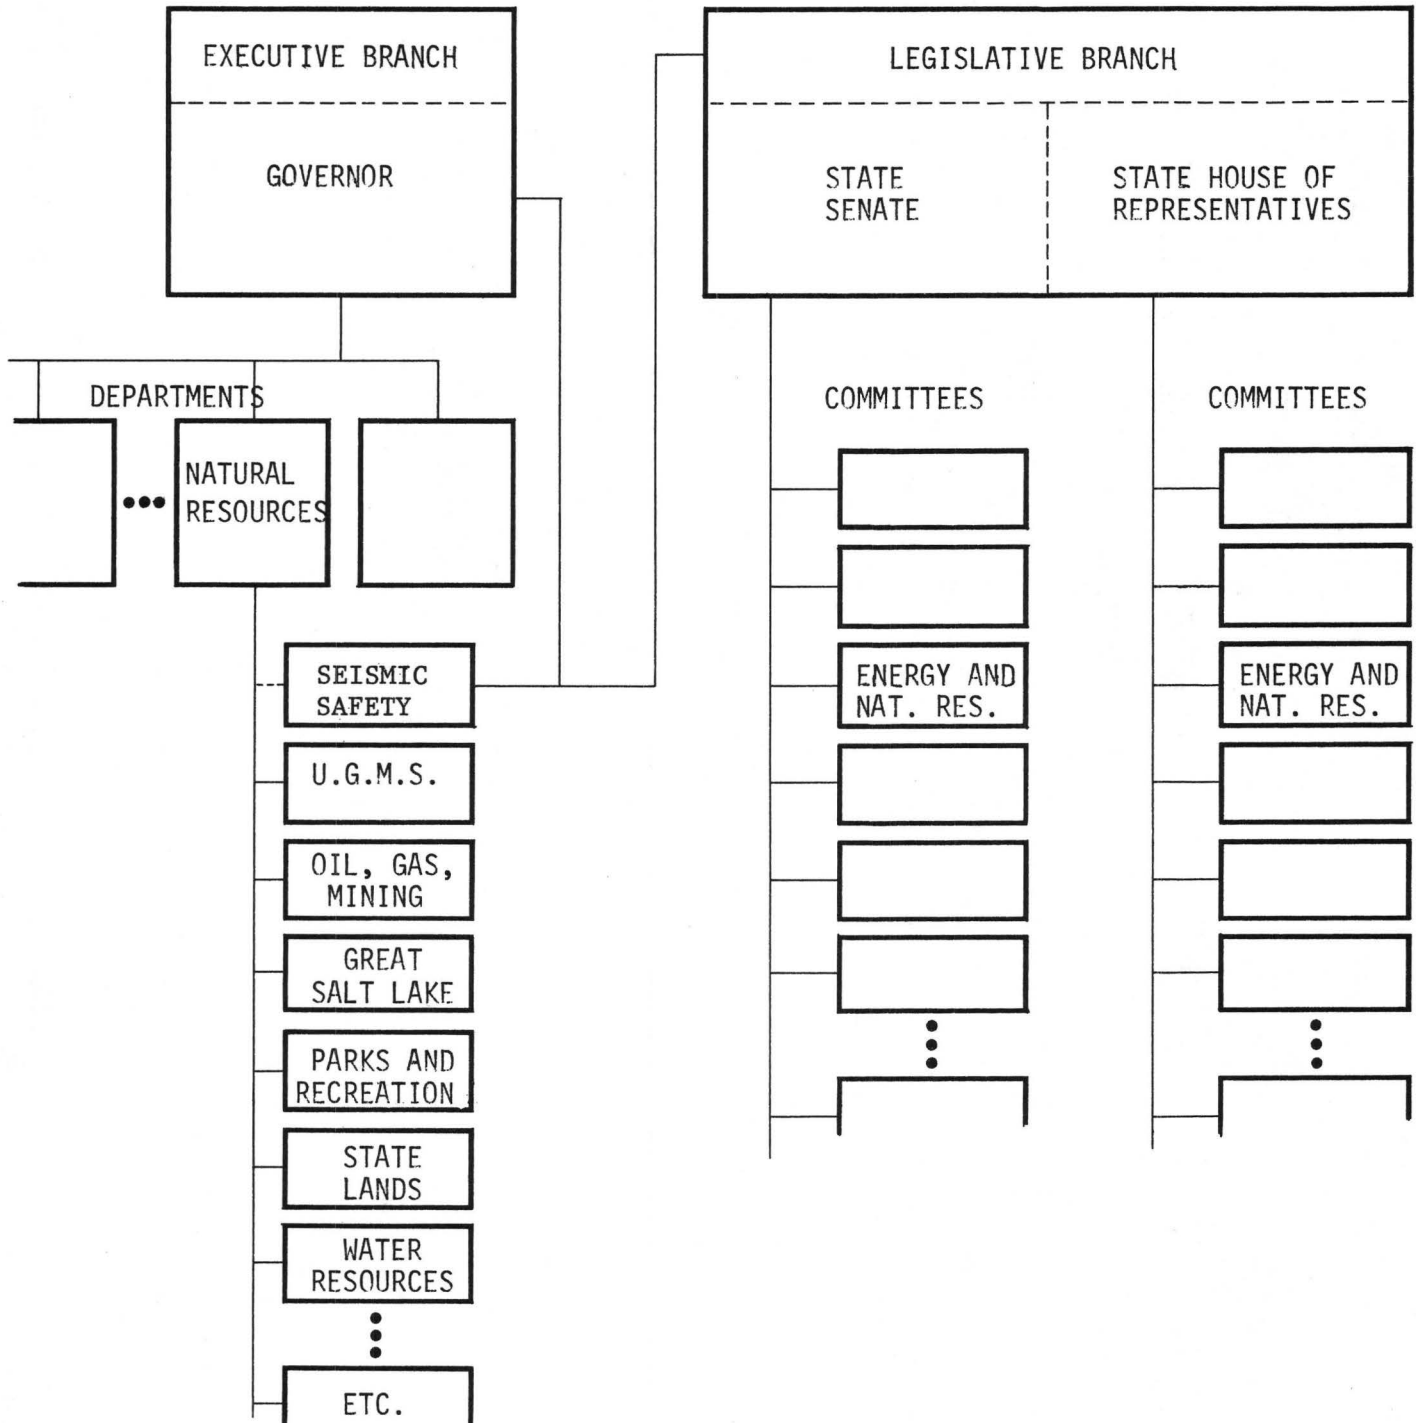 EXECUTIVE BRANCH
GOVERNOR
LEGISLATIVE BRANCH
STATE
SENATE
STATE HOUSE OF
REPRESENTATIVES
DEPARTMENTS
NATURAL
RESOURCES
SEISMIC
SAFETY
U.G.M.S.
OIL, GAS,
MINING
GREAT
SALT LAKE
PARKS AND
RECREATION
STATE
LANDS
WATER
RESOURCES
ETC.
COMMITTEES
ENERGY AND
NAT. RES.
COMMITTEES
ENERGY AND
NAT. RES.